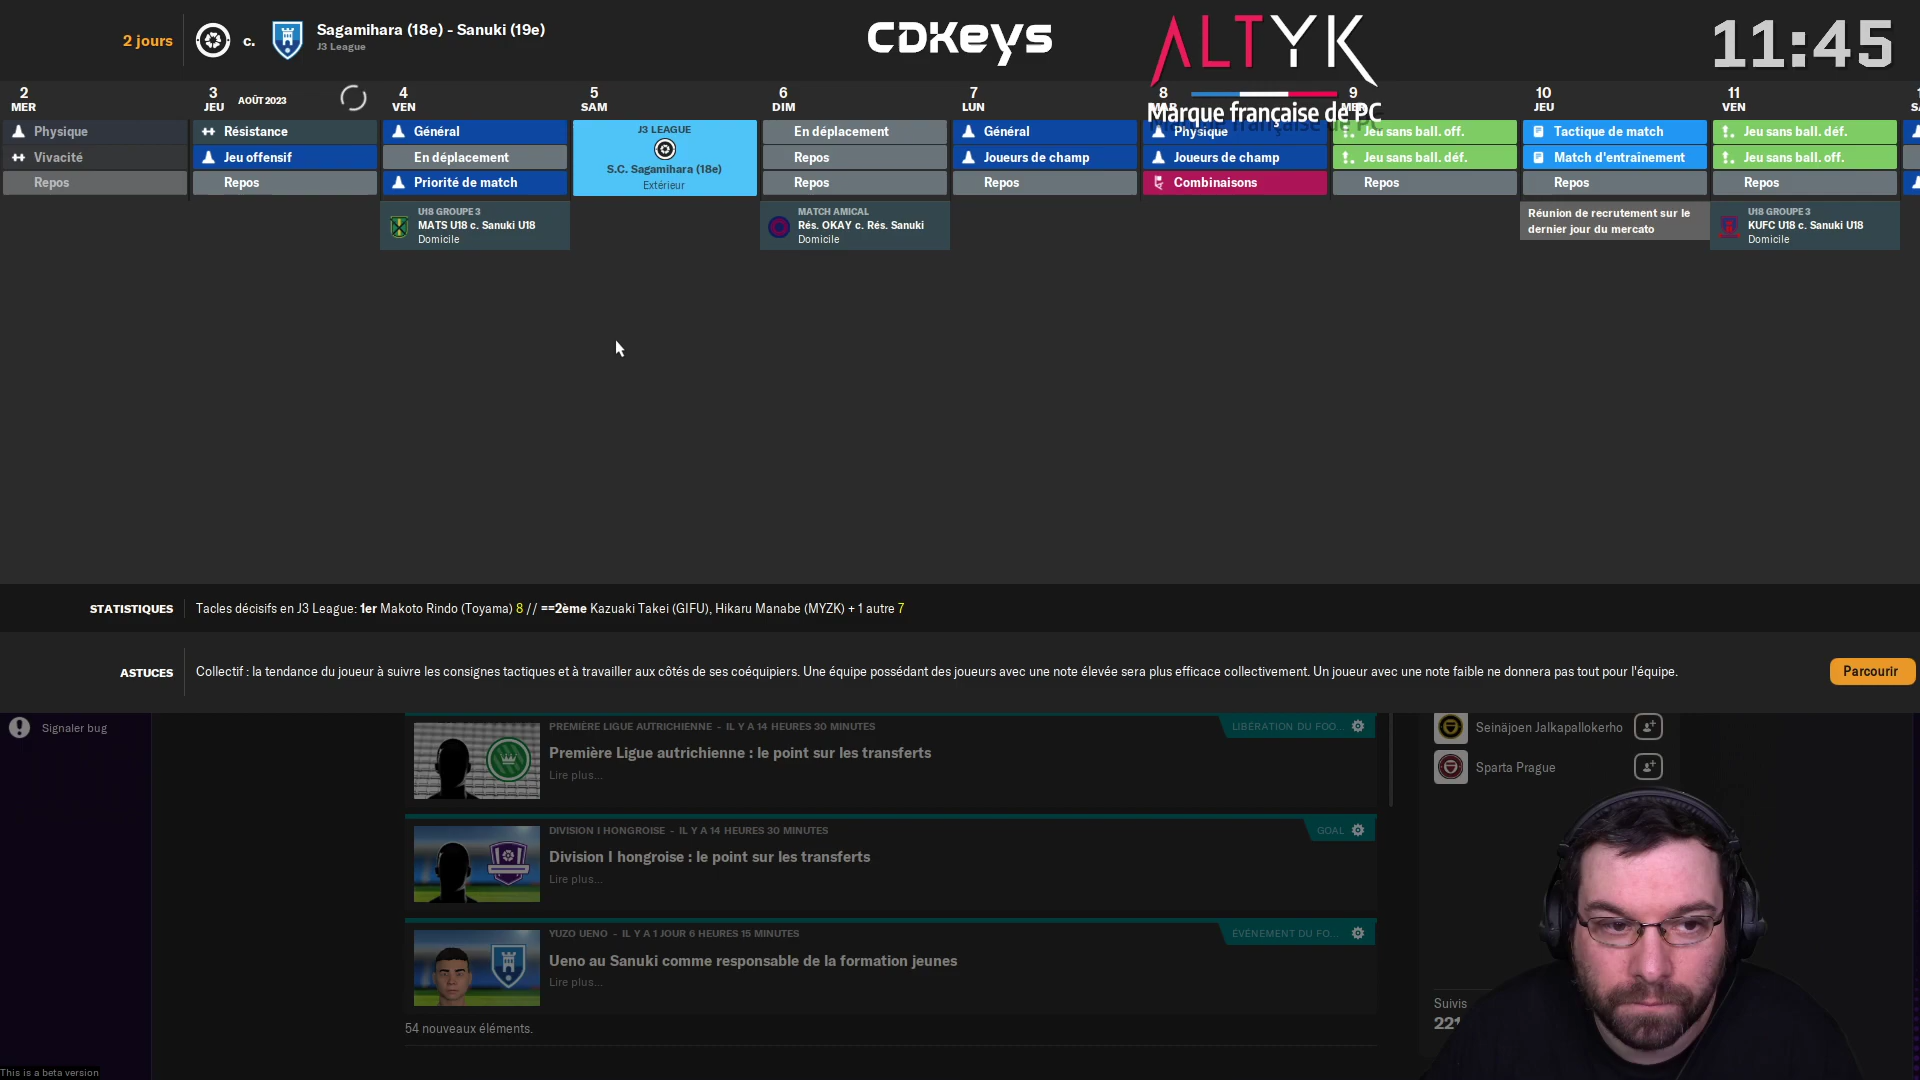 2 jours
c.
Sagamihara (18e) - Sanuki (19e)
J3 League
CDKeys
ALTYK
Marque française de PC
11:45
2
MER
3
JEU
AOÛT 2023
4
VEN
5
SAM
6
DIM
7
LUN
8
MAR
9
MER
10
JEU
11
VEN
Physique
Vivacité
Repos
Résistance
Jeu offensif
Repos
Général
En déplacement
Priorité de match
J3 LEAGUE
S.C. Sagamihara (18e)
Extérieur
En déplacement
Repos
Repos
Général
Joueurs de champ
Repos
Physique
Joueurs de champ
Combinaisons
Jeu sans ball. off.
Jeu sans ball. déf.
Repos
Tactique de match
Match d'entraînement
Repos
Jeu sans ball. déf.
Jeu sans ball. off.
Repos
U18 GROUPE 3
MATS U18 c. Sanuki U18
Domicile
MATCH AMICAL
Rés. OKAY c. Rés. Sanuki
Domicile
Réunion de recrutement sur le
dernier jour du mercato
U18 GROUPE 3
KUFC U18 c. Sanuki U18
Domicile
STATISTIQUES
Tacles décisifs en J3 League: 1er Makoto Rindo (Toyama) 8 // ==2ème Kazuaki Takei (GIFU), Hikaru Manabe (MYZK) + 1 autre 7
ASTUCES
Collectif : la tendance du joueur à suivre les consignes tactiques et à travailler aux côtés de ses coéquipiers. Une équipe possédant des joueurs avec une note élevée sera plus efficace collectivement. Un joueur avec une note faible ne donnera pas tout pour l'équipe.
Parcourir
Signaler bug
PREMIÈRE LIGUE AUTRICHIENNE - IL Y A 14 HEURES 30 MINUTES
LIBÉRATION DU FOO...
Première Ligue autrichienne : le point sur les transferts
Lire plus...
DIVISION I HONGROISE - IL Y A 14 HEURES 30 MINUTES
GOAL
Division I hongroise : le point sur les transferts
Lire plus...
YUZO UENO - IL Y A 1 JOUR 6 HEURES 15 MINUTES
ÉVÉNEMENT DU FO...
Ueno au Sanuki comme responsable de la formation jeunes
Lire plus...
54 nouveaux éléments.
Seinäjoen Jalkapallokerho
Sparta Prague
Suivis
This is a beta version